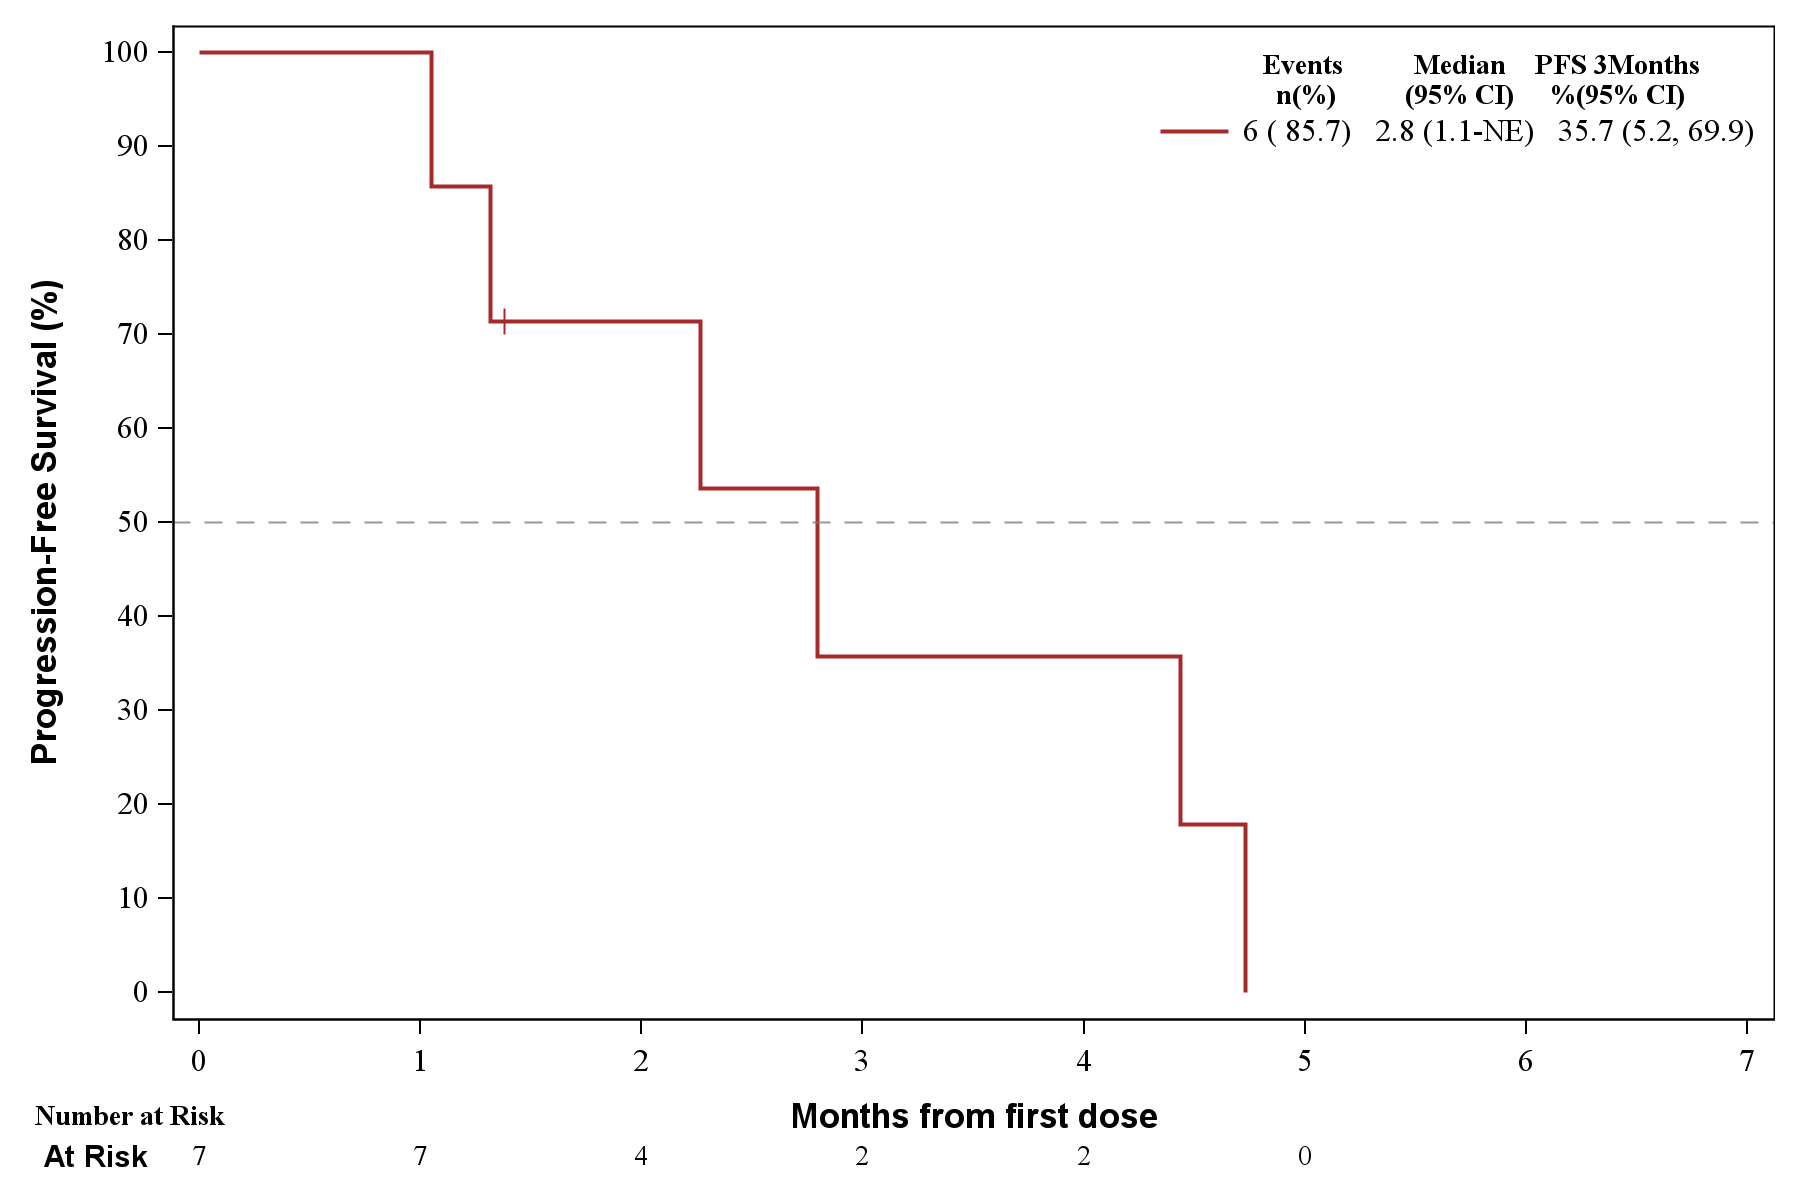 Events Median PFS 3Months
n(%) (95% CI) %(95% CI)
6 ( 85.7) 2.8 (1.1-NE) 35.7 (5.2, 69.9)
Progression-Free Survival (%)
100
90
80
70
60
50
40
30
20
10
0
0 1 2 3 4 5 6 7
Months from first dose
Number at Risk
At Risk 7 7 4 2 2 0